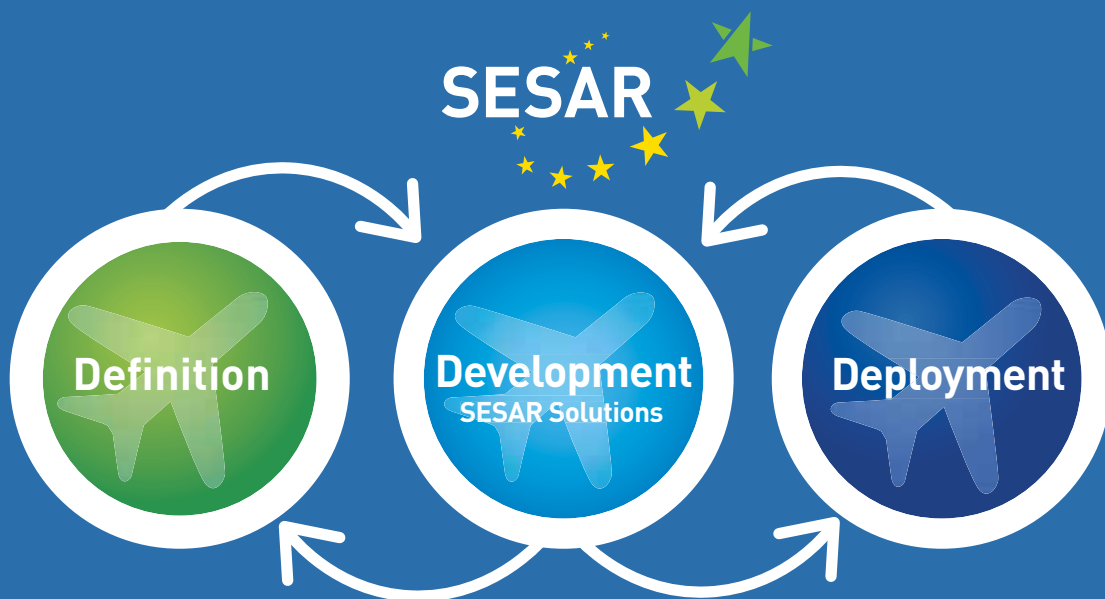 SESAR
Definition
Development
SESAR Solutions
Deployment